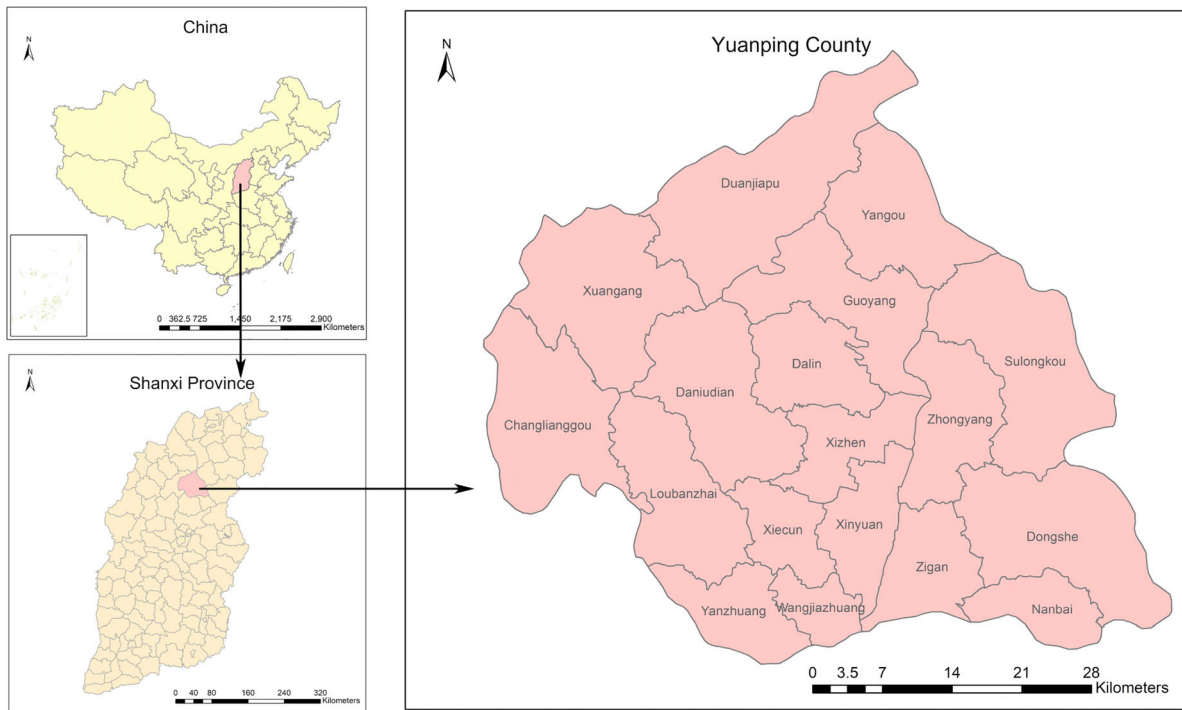 China
N
0 362.5 725 1,450 2,175 2,900
Kilometers
Shanxi Province
N
0 40 80 160 240 320
Kilometers
Yuanping County
N
Duanjiapu
Yangou
Xuangang
Guoyang
Sulongkou
Dalin
Daniudian
Changlianggou
Zhongyang
Xizhen
Loubanzhai
Xiecun
Xinyuan
Dongshe
Zigan
Yanzhuang
Wangjiazhuang
Nanbai
0 3.5 7 14 21 28
Kilometers